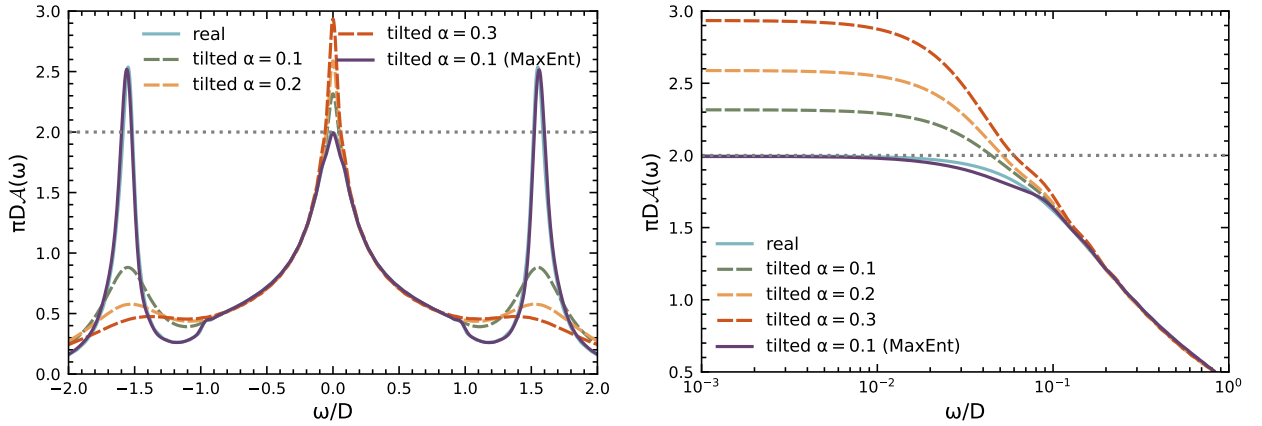 3.0
2.5
2.0
1.5
1.0
0.5
0.0
πD𝒜(ω)
real
tilted α = 0.1
tilted α = 0.2
tilted α = 0.3
tilted α = 0.1 (MaxEnt)
−2.0 −1.5 −1.0 −0.5 0.0 0.5 1.0 1.5 2.0
ω/D
3.0
2.5
2.0
1.5
1.0
0.5
πD𝒜(ω)
real
tilted α = 0.1
tilted α = 0.2
tilted α = 0.3
tilted α = 0.1 (MaxEnt)
10⁻³ 10⁻² 10⁻¹ 10⁰
ω/D